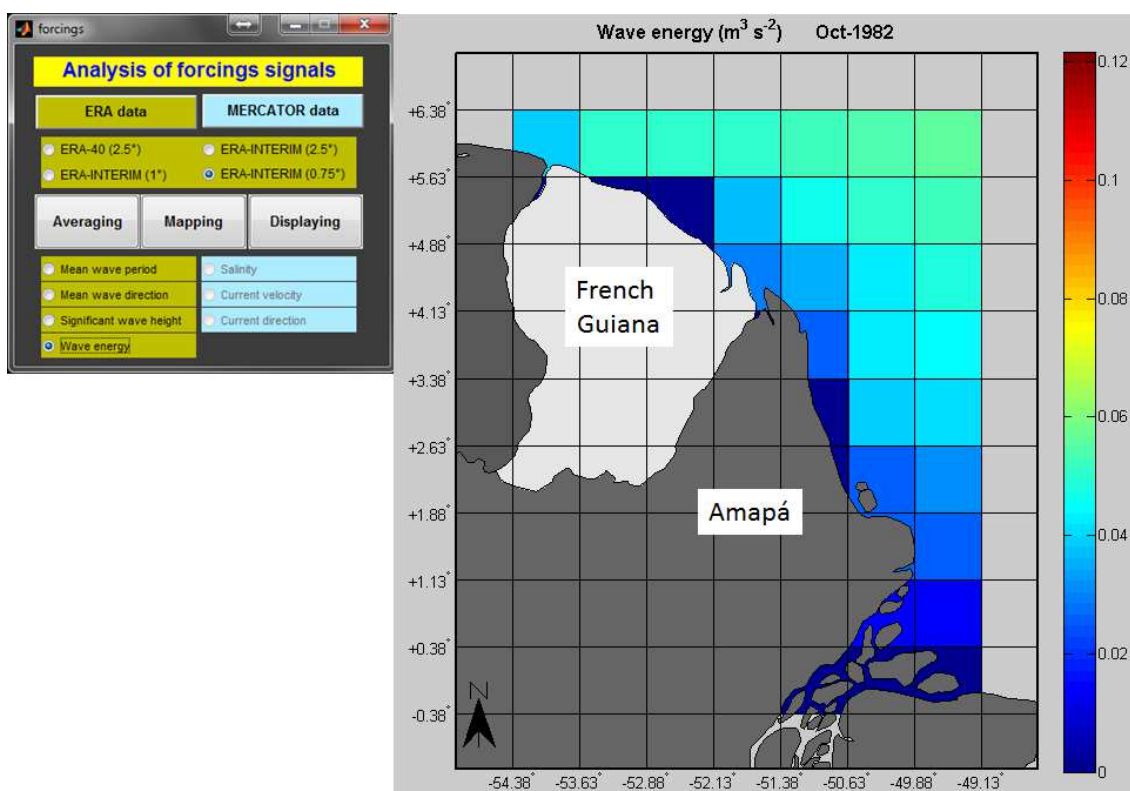 forcings
Analysis of forcings signals
ERA data MERCATOR data
ERA-40 (2.5°) ERA-INTERIM (2.5°)
ERA-INTERIM (1°) ERA-INTERIM (0.75°)
Averaging Mapping Displaying
Mean wave period Salinity
Mean wave direction Current velocity
Significant wave height Current direction
Wave energy
Wave energy (m³ s⁻²) Oct-1982
+6.38°
+5.63°
+4.88°
+4.13°
+3.38°
+2.63°
+1.88°
+1.13°
+0.38°
-0.38°
French
Guiana
Amapá
N
-54.38° -53.63° -52.88° -52.13° -51.38° -50.63° -49.88° -49.13°
0.12
0.1
0.08
0.06
0.04
0.02
0